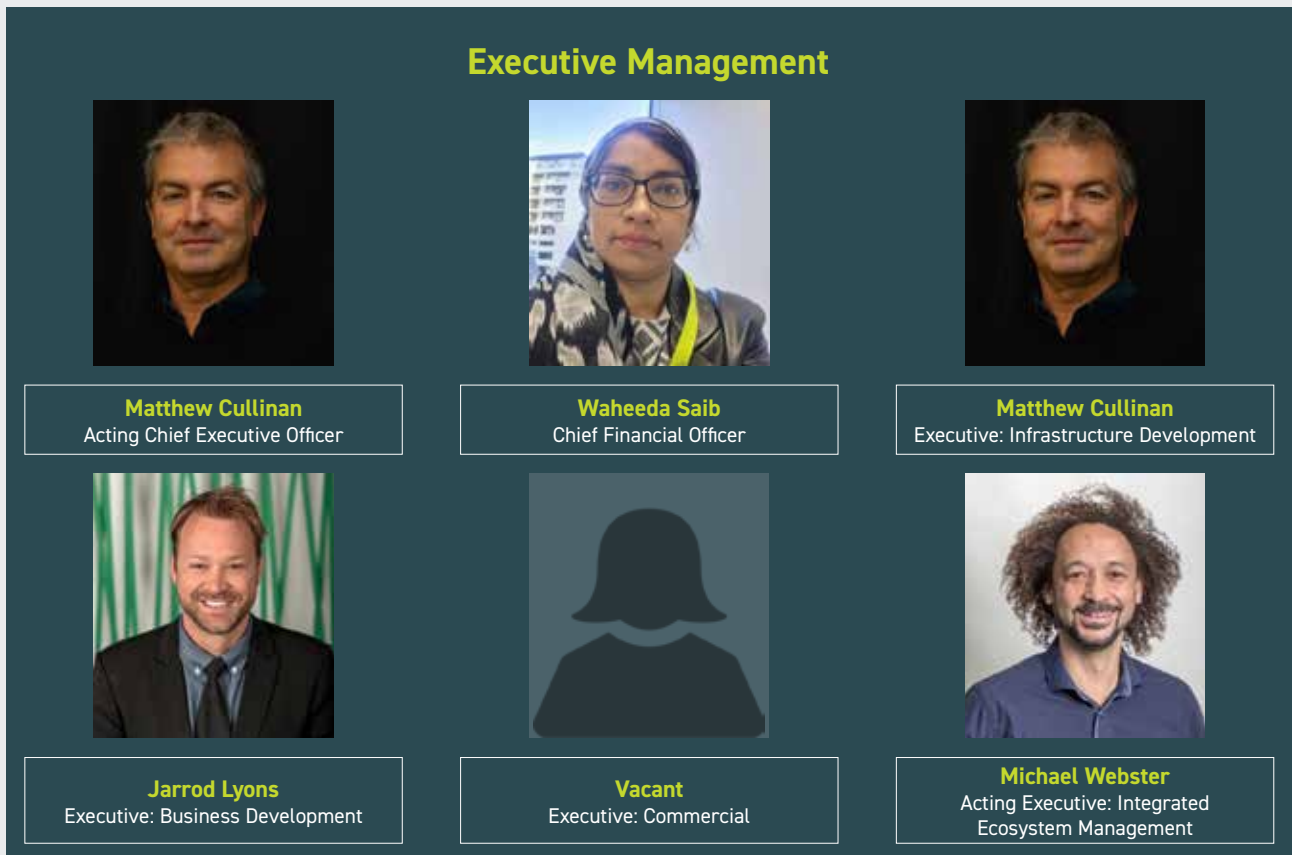 Executive Management
Matthew Cullinan
Acting Chief Executive Officer
Waheeda Saib
Chief Financial Officer
Matthew Cullinan
Executive: Infrastructure Development
Jarrod Lyons
Executive: Business Development
Vacant
Executive: Commercial
Michael Webster
Acting Executive: Integrated
Ecosystem Management